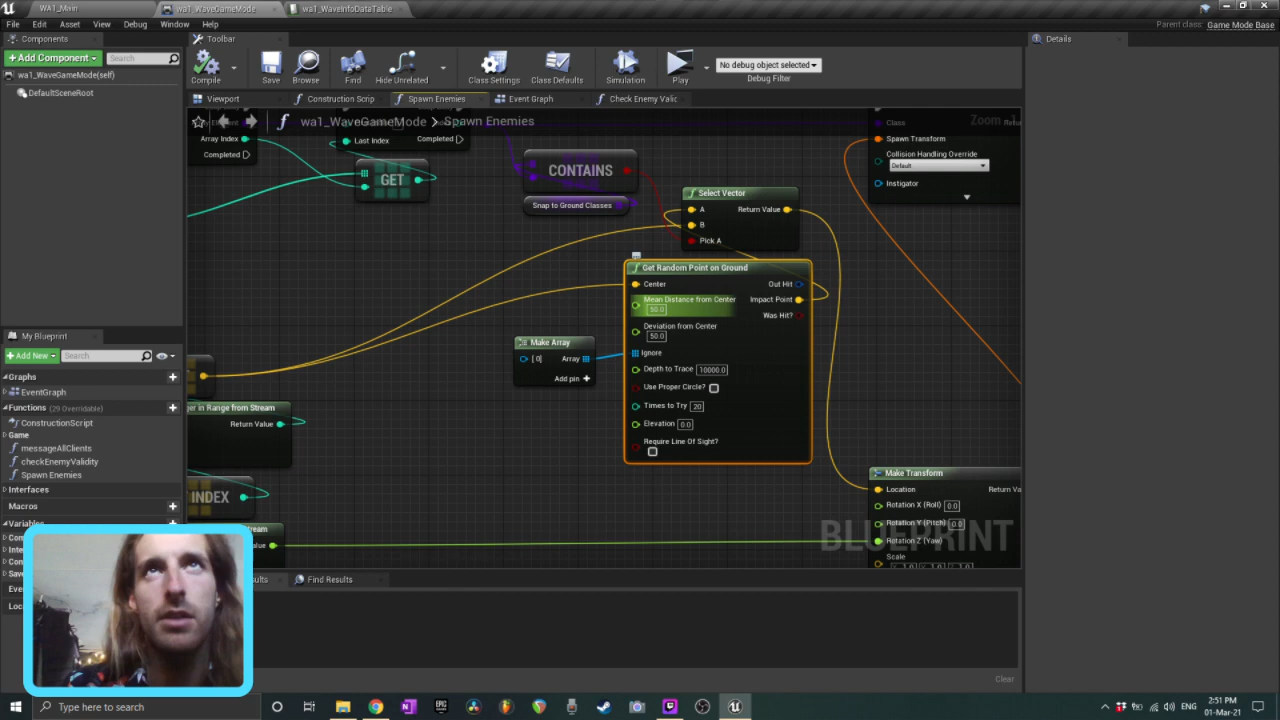 WA1_Main
wa1_WaveGameMode
wa1_WaveInfoDataTable
File Edit Asset View Debug Window Help
Parent class: Game Mode Base
Components
Toolbar
Details
+Add Component
Search
Compile
Save
Browse
Find
Hide Unrelated
Class Settings
Class Defaults
Simulation
Play
No debug object selected
Debug Filter
wa1_WaveGameMode(self)
DefaultSceneRoot
Viewport
Construction Scrip
Spawn Enemies
Event Graph
Check Enemy Valic
wa1_WaveGameMode > Spawn Enemies
Array Index
Completed
Last Index
Completed
GET
CONTAINS
Snap to Ground Classes
Select Vector
A
Return Value
B
Pick A
Class
Spawn Transform
Collision Handling Override
Default
Instigator
Get Random Point on Ground
Center
Out Hit
Mean Distance from Center
50.0
Impact Point
Was Hit?
Deviation from Center
50.0
Ignore
Depth to Trace 10000.0
Use Proper Circle?
Times to Try 20
Elevation 0.0
Require Line Of Sight?
Make Array
[0]
Array
Add pin +
My Blueprint
+Add New
Search
Graphs
EventGraph
Functions (29 Overridable)
ConstructionScript
Game
messageAllClients
checkEnemyValidity
Spawn Enemies
Interfaces
Macros
Variables
ger in Range from Stream
Return Value
INDEX
Make Transform
Location
Return Va
Rotation X (Roll) 0.0
Rotation Y (Pitch) 0.0
Rotation Z (Yaw)
Scale
BLUEPRINT
Find Results
Clear
Type here to search
ENG
2:51 PM
01-Mar-21